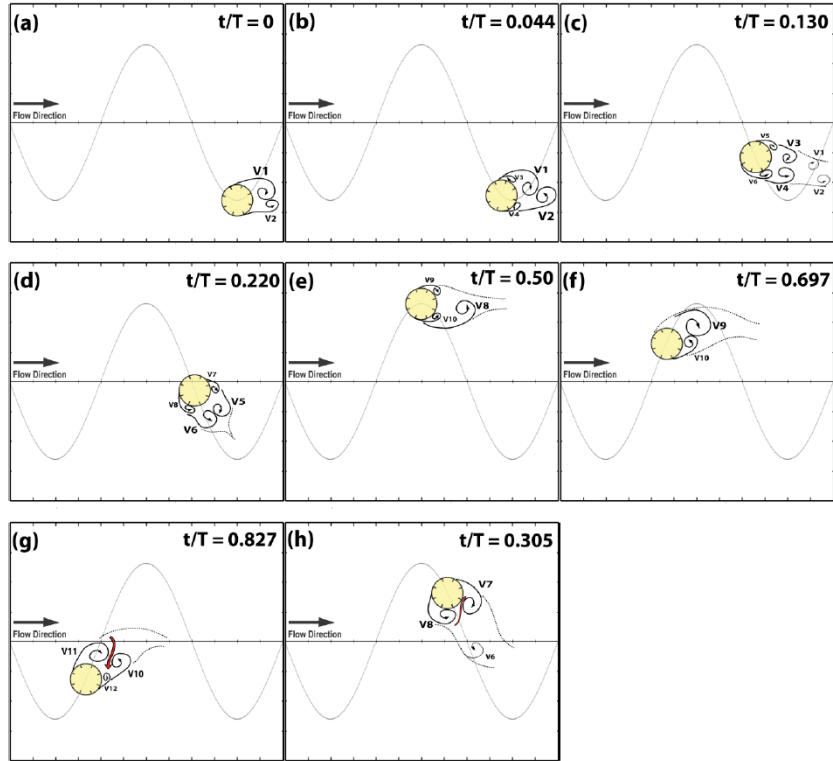 (a) t/T = 0
Flow Direction
V1
V2
(b) t/T = 0.044
Flow Direction
V3
V1
V4
V2
(c) t/T = 0.130
Flow Direction
V5
V3
V1
V6
V4
V2
(d) t/T = 0.220
Flow Direction
V7
V8
V5
V6
(e) t/T = 0.50
V9
V8
V10
Flow Direction
(f) t/T = 0.697
V9
V10
Flow Direction
(g) t/T = 0.827
Flow Direction
V11
V10
V12
(h) t/T = 0.305
V7
V8
Flow Direction
V6